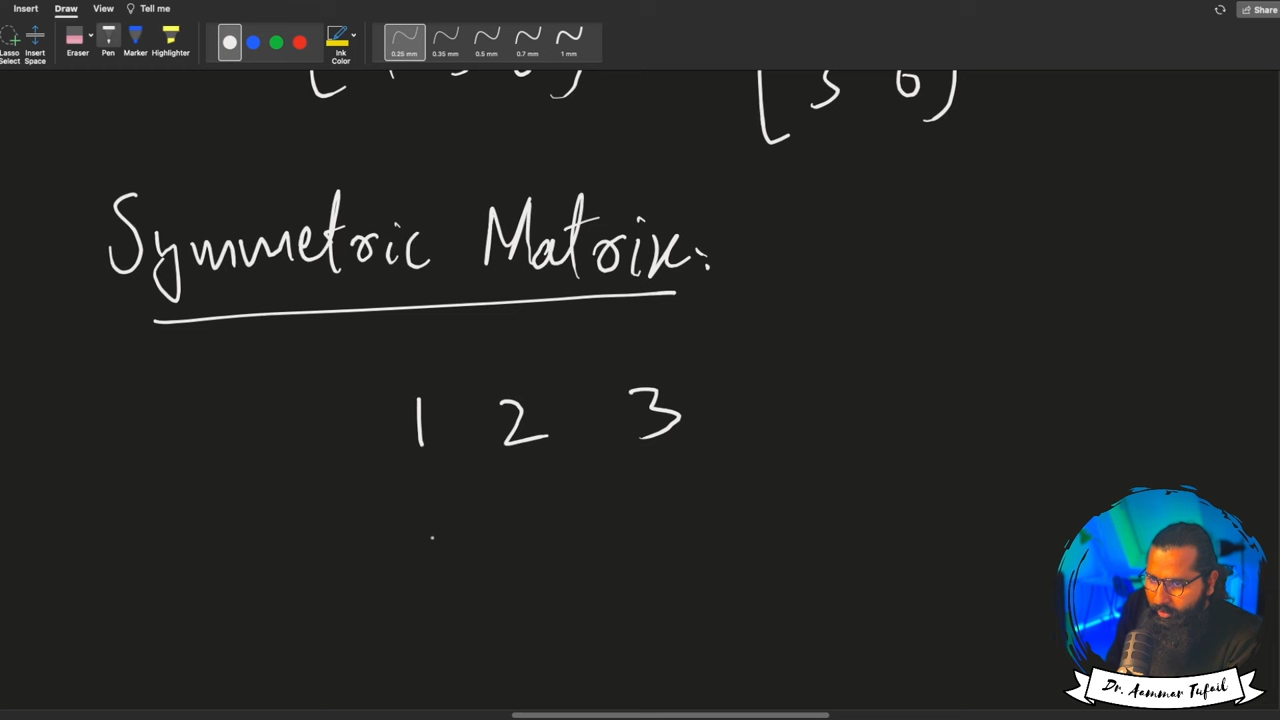 Insert Draw View Tell me Share
Lasso Select Insert Space Eraser Pen Marker Highlighter Ink Color 0.25 mm 0.35 mm 0.5 mm 0.7 mm 1 mm
Symmetric Matrix:
1 2 3
Dr. Aammar Tufail